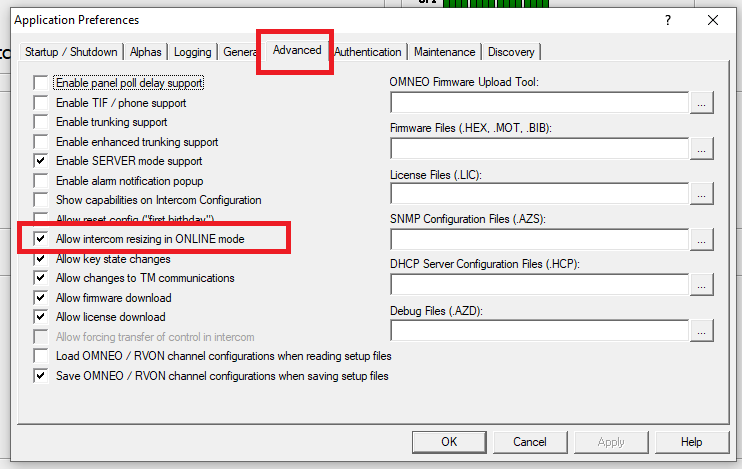 Application Preferences
?
Startup / Shutdown
Alphas
Logging
General
Advanced
Authentication
Maintenance
Discovery
Enable panel poll delay support
Enable TIF / phone support
Enable trunking support
Enable enhanced trunking support
Enable SERVER mode support
Enable alarm notification popup
Show capabilities on Intercom Configuration
Allow reset config ("first birthday")
Allow intercom resizing in ONLINE mode
Allow key state changes
Allow changes to TM communications
Allow firmware download
Allow license download
Allow forcing transfer of control in intercom
Load OMNEO / RVON channel configurations when reading setup files
Save OMNEO / RVON channel configurations when saving setup files
OMNEO Firmware Upload Tool:
...
Firmware Files (.HEX, .MOT, .BIB):
...
License Files (.LIC):
...
SNMP Configuration Files (.AZS):
...
DHCP Server Configuration Files (.HCP):
...
Debug Files (.AZD):
...
OK
Cancel
Apply
Help